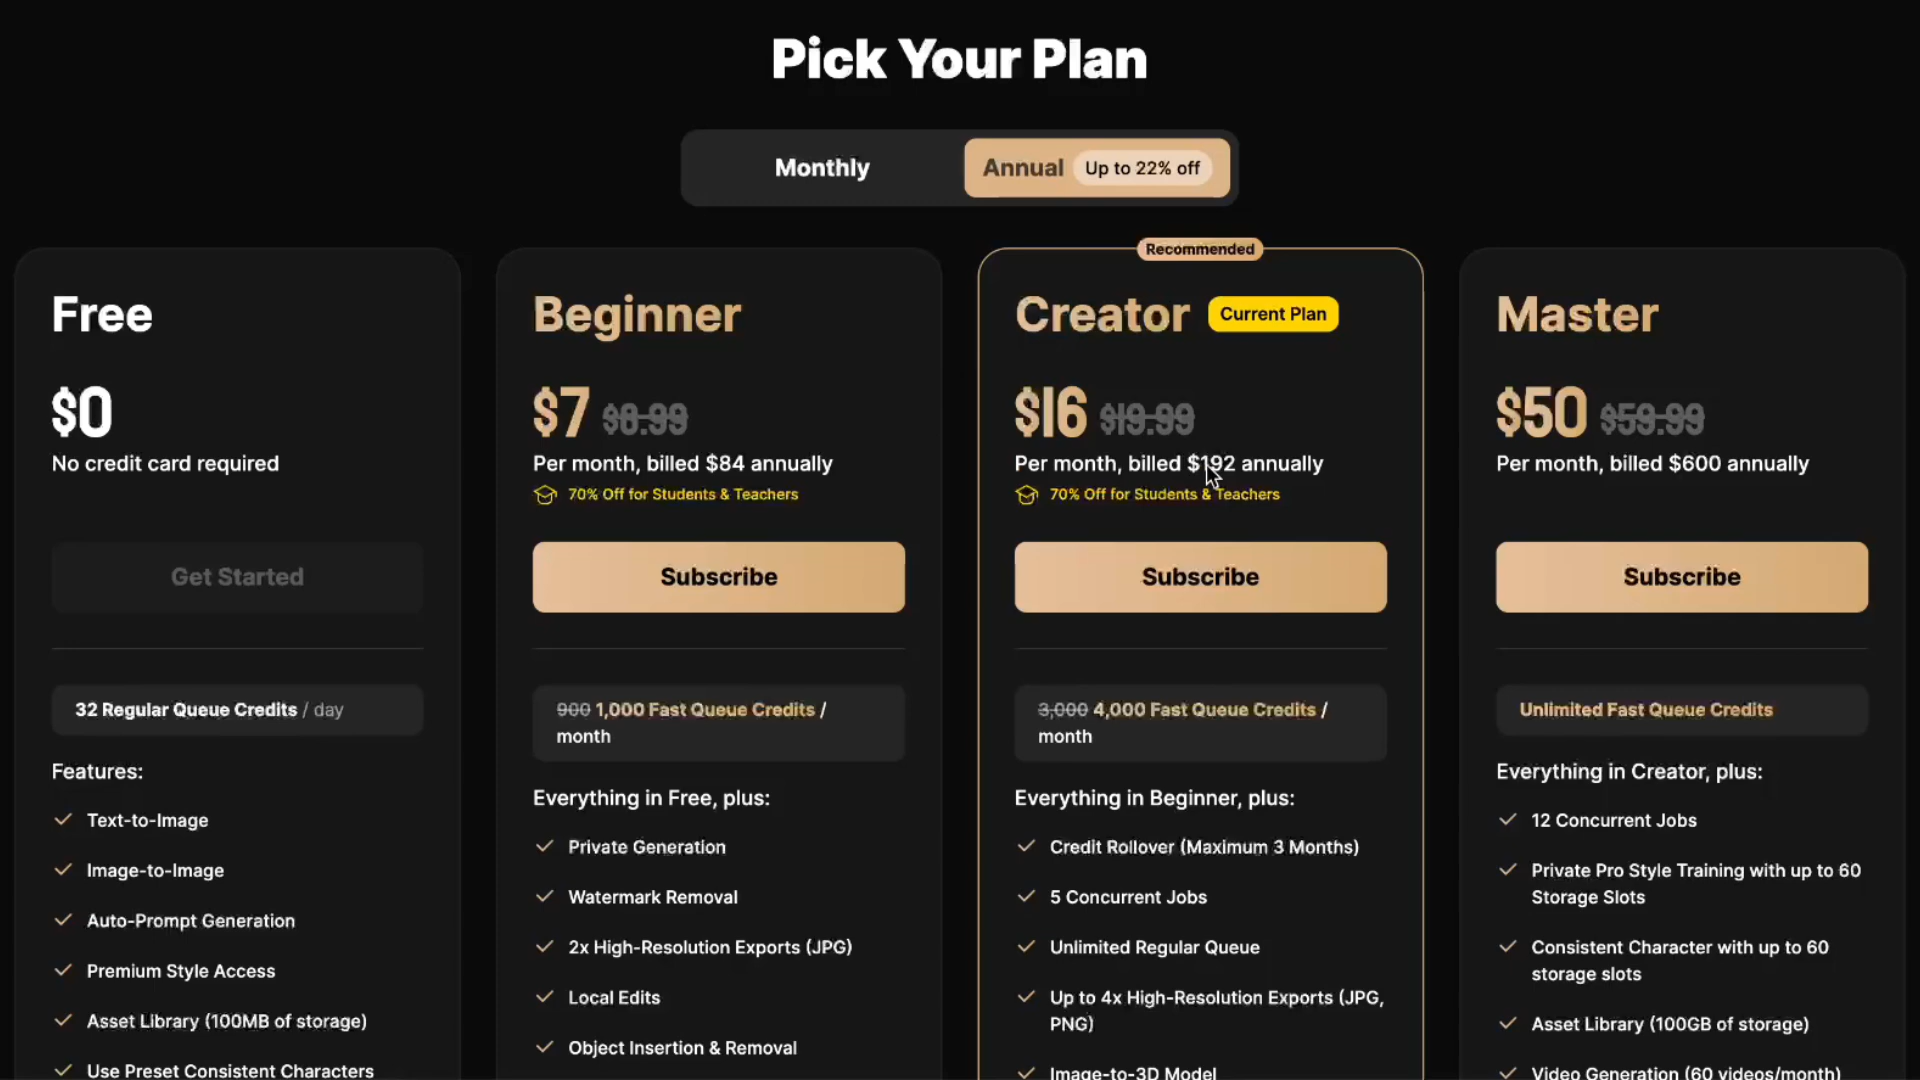 Pick Your Plan
Monthly
Annual Up to 22% off
Free
$0
No credit card required
Get Started
32 Regular Queue Credits / day
Features:
Text-to-Image
Image-to-Image
Auto-Prompt Generation
Premium Style Access
Asset Library (100MB of storage)
Use Preset Consistent Characters
Beginner
$7 $8.99
Per month, billed $84 annually
70% Off for Students & Teachers
Subscribe
900 1,000 Fast Queue Credits /
month
Everything in Free, plus:
Private Generation
Watermark Removal
2x High-Resolution Exports (JPG)
Local Edits
Object Insertion & Removal
Recommended
Creator Current Plan
$16 $19.99
Per month, billed $192 annually
70% Off for Students & Teachers
Subscribe
3,000 4,000 Fast Queue Credits /
month
Everything in Beginner, plus:
Credit Rollover (Maximum 3 Months)
5 Concurrent Jobs
Unlimited Regular Queue
Up to 4x High-Resolution Exports (JPG,
PNG)
Image-to-3D Model
Master
$50 $59.99
Per month, billed $600 annually
Subscribe
Unlimited Fast Queue Credits
Everything in Creator, plus:
12 Concurrent Jobs
Private Pro Style Training with up to 60
Storage Slots
Consistent Character with up to 60
storage slots
Asset Library (100GB of storage)
Video Generation (60 videos/month)